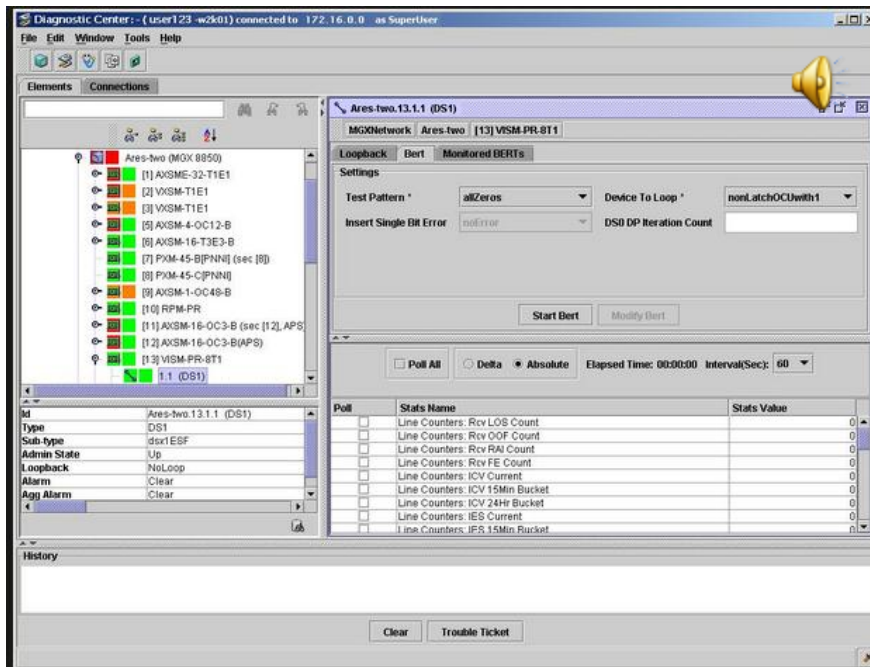 Diagnostic Center: - ( user123 -w2k01) connected to 172.16.0.0 as SuperUser
File Edit Window Tools Help
Elements Connections
Ares-two (MGX 8850)
[1] AXSME-32-T1E1
[2] VXSM-T1E1
[3] VXSM-T1E1
[5] AXSM-4-OC12-B
[6] AXSM-16-T3E3-B
[7] PXM-45-B[PNNI] (sec [8])
[8] PXM-45-C[PNNI]
[9] AXSM-1-OC48-B
[10] RPM-PR
[11] AXSM-16-OC3-B (sec [12], APS)
[12] AXSM-16-OC3-B(APS)
[13] VISM-PR-8T1
1.1 (DS1)
Id Ares-two.13.1.1 (DS1)
Type DS1
Sub-type dsx1ESF
Admin State Up
Loopback NoLoop
Alarm Clear
Agg Alarm Clear
Ares-two.13.1.1 (DS1)
MGXNetwork Ares-two [13] VISM-PR-8T1
Loopback Bert Monitored BERTs
Settings
Test Pattern * allZeros Device To Loop * nonLatchOCUwith1
Insert Single Bit Error noError DS0 DP Iteration Count
Start Bert Modify Bert
Poll All Delta Absolute Elapsed Time: 00:00:00 Interval(Sec): 60
Poll Stats Name Stats Value
Line Counters: Rcv LOS Count 0
Line Counters: Rcv OOF Count 0
Line Counters: Rcv RAI Count 0
Line Counters: Rcv FE Count 0
Line Counters: ICV Current 0
Line Counters: ICV 15Min Bucket 0
Line Counters: ICV 24Hr Bucket 0
Line Counters: IES Current 0
Line Counters: IES 15Min Bucket 0
History
Clear Trouble Ticket